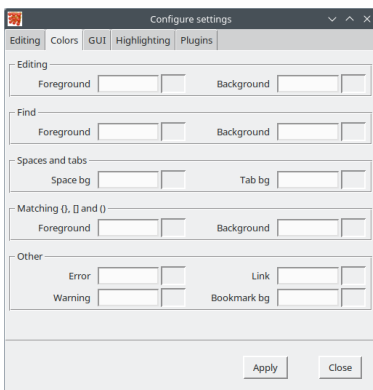 Configure settings
Editing Colors GUI Highlighting Plugins
Editing
Foreground Background
Find
Foreground Background
Spaces and tabs
Space bg Tab bg
Matching {}, [] and ()
Foreground Background
Other
Error Link
Warning Bookmark bg
Apply Close